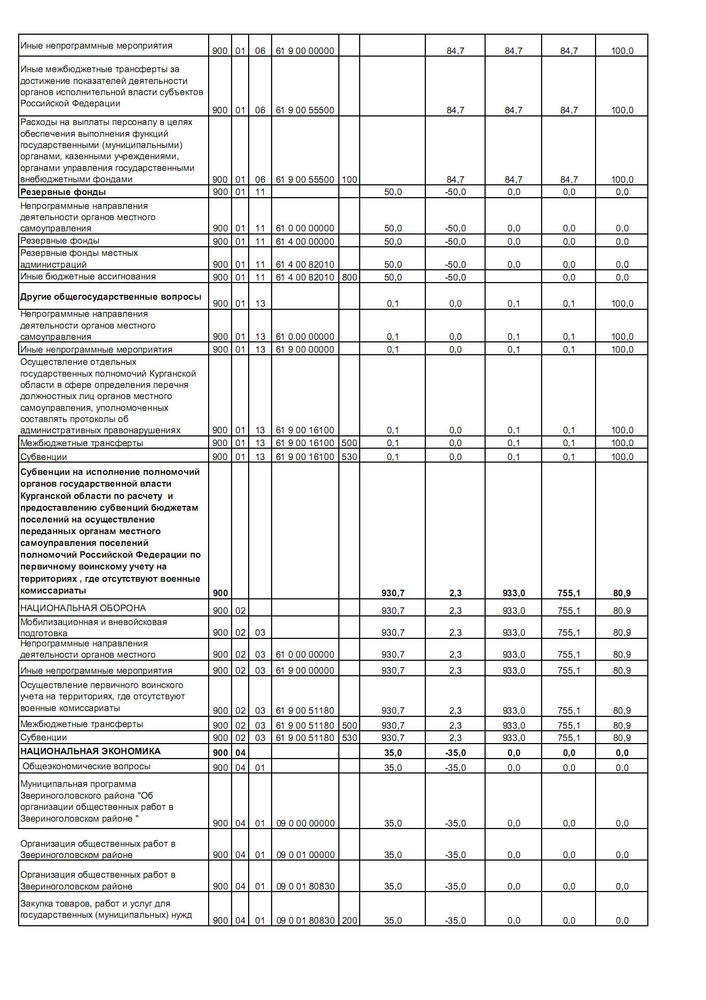 Иные непрограммные мероприятия 900 01 06 61 9 00 00000 84,7 84,7 84,7 100,0
Иные межбюджетные трансферты за
достижение показателей деятельности
органов исполнительной власти субъектов
Российской Федерации
900 01 06 61 9 00 55500 84,7 84,7 84,7 100,0
Расходы на выплаты персоналу в целях
обеспечения выполнения функций
государственными (муниципальными)
органами, казенными учреждениями,
органами управления государственными
внебюджетными фондами 900 01 06 61 9 00 55500 100 84,7 84,7 84,7 100,0
Резервные фонды 900 01 11 50,0 -50,0 0,0 0,0 0,0
Непрограммные направления
деятельности органов местного
самоуправления 900 01 11 61 0 00 00000 50,0 -50,0 0,0 0,0 0,0
Резервные фонды 900 01 11 61 4 00 00000 50,0 -50,0 0,0 0,0 0,0
Резервные фонды местных
администраций 900 01 11 61 4 00 82010 50,0 -50,0 0,0 0,0 0,0
Иные бюджетные ассигнования 900 01 11 61 4 00 82010 800 50,0 -50,0 0,0 0,0
Другие общегосударственные вопросы 900 01 13 0,1 0,0 0,1 0,1 100,0
Непрограммные направления
деятельности органов местного
самоуправления 900 01 13 61 0 00 00000 0,1 0,0 0,1 0,1 100,0
Иные непрограммные мероприятия 900 01 13 61 9 00 00000 0,1 0,0 0,1 0,1 100,0
Осуществление отдельных
государственных полномочий Курганской
области в сфере определения перечня
должностных лиц органов местного
самоуправления, уполномоченных
составлять протоколы об
административных правонарушениях 900 01 13 61 9 00 16100 0,1 0,0 0,1 0,1 100,0
Межбюджетные трансферты 900 01 13 61 9 00 16100 500 0,1 0,0 0,1 0,1 100,0
Субвенции 900 01 13 61 9 00 16100 530 0,1 0,0 0,1 0,1 100,0
Субвенции на исполнение полномочий
органов государственной власти
Курганской области по расчету и
предоставлению субвенций бюджетам
поселений на осуществление
переданных органам местного
самоуправления поселений
полномочий Российской Федерации по
первичному воинскому учету на
территориях , где отсутствуют военные
комиссариаты 900 930,7 2,3 933,0 755,1 80,9
НАЦИОНАЛЬНАЯ ОБОРОНА 900 02 930,7 2,3 933,0 755,1 80,9
Мобилизационная и вневойсковая
подготовка 900 02 03 930,7 2,3 933,0 755,1 80,9
Непрограммные направления
деятельности органов местного 900 02 03 61 0 00 00000 930,7 2,3 933,0 755,1 80,9
Иные непрограммные мероприятия 900 02 03 61 9 00 00000 930,7 2,3 933,0 755,1 80,9
Осуществление первичного воинского
учета на территориях, где отсутствуют
военные комиссариаты 900 02 03 61 9 00 51180 930,7 2,3 933,0 755,1 80,9
Межбюджетные трансферты 900 02 03 61 9 00 51180 500 930,7 2,3 933,0 755,1 80,9
Субвенции 900 02 03 61 9 00 51180 530 930,7 2,3 933,0 755,1 80,9
НАЦИОНАЛЬНАЯ ЭКОНОМИКА 900 04 35,0 -35,0 0,0 0,0 0,0
Общеэкономические вопросы 900 04 01 35,0 -35,0 0,0 0,0 0,0
Муниципальная программа
Звериноголовского района "Об
организации общественных работ в
Звериноголовском районе "
900 04 01 09 0 00 00000 35,0 -35,0 0,0 0,0 0,0
Организация общественных работ в
Звериноголовском районе 900 04 01 09 0 01 00000 35,0 -35,0 0,0 0,0 0,0
Организация общественных работ в
Звериноголовском районе 900 04 01 09 0 01 80830 35,0 -35,0 0,0 0,0 0,0
Закупка товаров, работ и услуг для
государственных (муниципальных) нужд
900 04 01 09 0 01 80830 200 35,0 -35,0 0,0 0,0 0,0